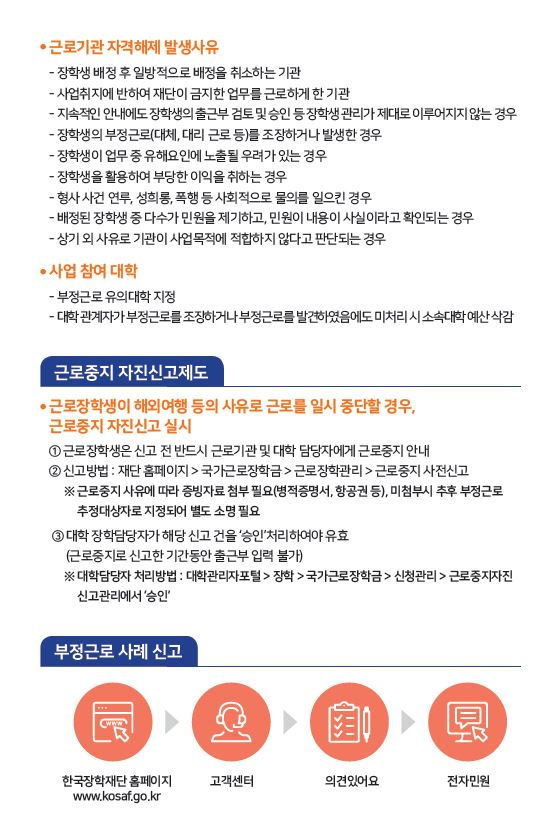 • 근로기관 자격해제 발생사유
- 장학생 배정 후 일방적으로 배정을 취소하는 기관
- 사업취지에 반하여 재단이 금지한 업무를 근로하게 한 기관
- 지속적인 안내에도 장학생의 출근부 검토 및 승인 등 장학생 관리가 제대로 이루어지지 않는 경우
- 장학생의 부정근로(대체, 대리 근로 등)를 조장하거나 발생한 경우
- 장학생이 업무 중 유해요인에 노출될 우려가 있는 경우
- 장학생을 활용하여 부당한 이익을 취하는 경우
- 형사 사건 연루, 성희롱, 폭행 등 사회적으로 물의를 일으킨 경우
- 배정된 장학생 중 다수가 민원을 제기하고, 민원이 내용이 사실이라고 확인되는 경우
- 상기 외 사유로 기관이 사업목적에 적합하지 않다고 판단되는 경우
• 사업 참여 대학
- 부정근로 유의대학 지정
- 대학 관계자가 부정근로를 조장하거나 부정근로를 발견하였음에도 미처리 시 소속대학 예산 삭감
근로중지 자진신고제도
• 근로장학생이 해외여행 등의 사유로 근로를 일시 중단할 경우,
근로중지 자진신고 실시
① 근로장학생은 신고 전 반드시 근로기관 및 대학 담당자에게 근로중지 안내
② 신고방법 : 재단 홈페이지 > 국가근로장학금 > 근로장학관리 > 근로중지 사전신고
※ 근로중지 사유에 따라 증빙자료 첨부 필요(병적증명서, 항공권 등), 미첨부시 추후 부정근로
추정대상자로 지정되어 별도 소명 필요
③ 대학 장학담당자가 해당 신고 건을 ‘승인’처리하여야 유효
(근로중지로 신고한 기간동안 출근부 입력 불가)
※ 대학담당자 처리방법 : 대학관리자포털 > 장학 > 국가근로장학금 > 신청관리 > 근로중지자진
신고관리에서 ‘승인’
부정근로 사례 신고
www
한국장학재단 홈페이지
www.kosaf.go.kr
고객센터
의견있어요
전자민원